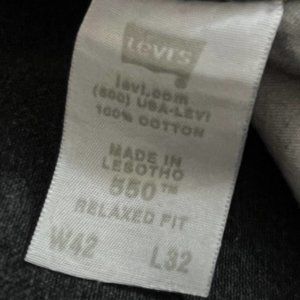 LEVI'S
levi.com
(800) USA-LEVI
100% COTTON
MADE IN
LESOTHO
550™
RELAXED FIT
W42 L32